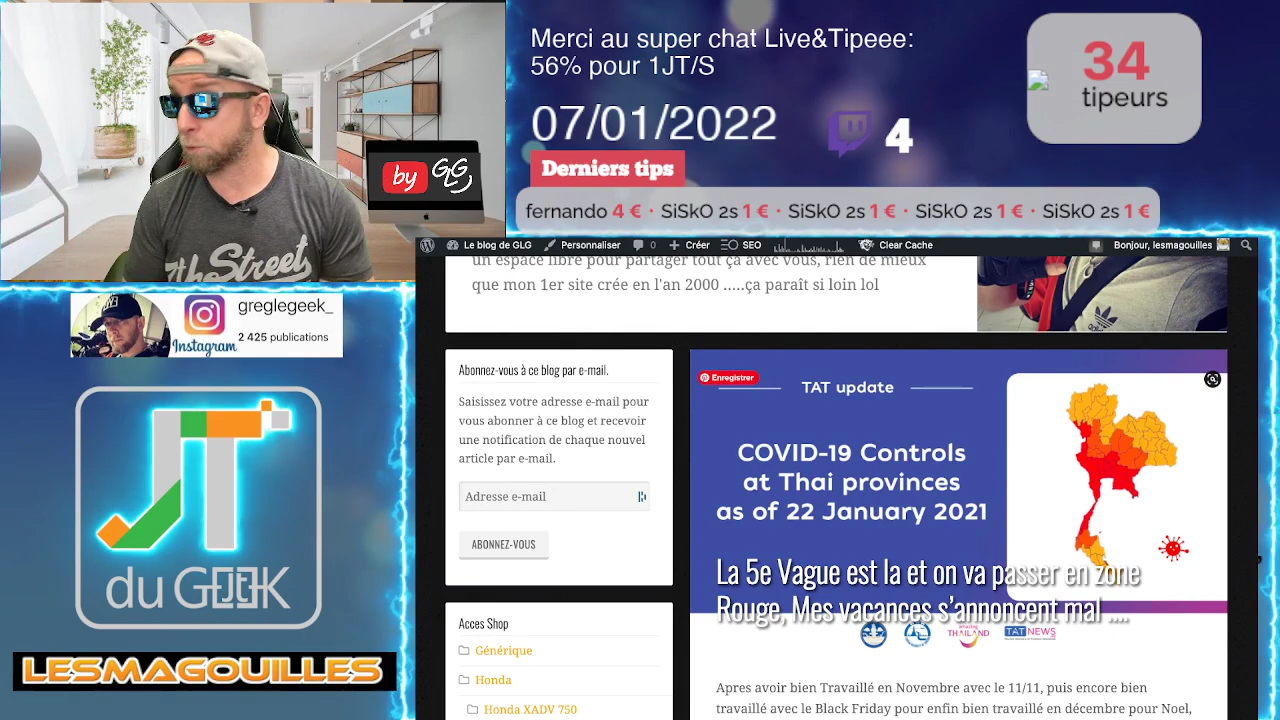 Merci au super chat Live&Tipeee:
56% pour 1JT/S
07/01/2022
4
34
tipeurs
Derniers tips
fernando 4 € · SiSkO 2s 1 € · SiSkO 2s 1 € · SiSkO 2s 1 € · SiSkO 2s 1 €
by GLG
Streets
greglegeek_
2 425 publications
Instagram
JT
du GEEK
LESMAGOUILLES
Le blog de GLG
Personnaliser
0
Créer
SEO
Clear Cache
Bonjour, lesmagouilles
un espace libre pour partager tout ça avec vous, rien de mieux
que mon 1er site crée en l'an 2000 .....ça paraît si loin lol
adidas
Abonnez-vous à ce blog par e-mail.
Saisissez votre adresse e-mail pour
vous abonner à ce blog et recevoir
une notification de chaque nouvel
article par e-mail.
Adresse e-mail
ABONNEZ-VOUS
Acces Shop
Générique
Honda
Honda XADV 750
Enregistrer
TAT update
COVID-19 Controls
at Thai provinces
as of 22 January 2021
La 5e Vague est la et on va passer en zone
Rouge, Mes vacances s’annoncent mal ....
amazing
THAILAND
TAT NEWS
Apres avoir bien Travaillé en Novembre avec le 11/11, puis encore bien
travaillé avec le Black Friday pour enfin bien travaillé en décembre pour Noel,